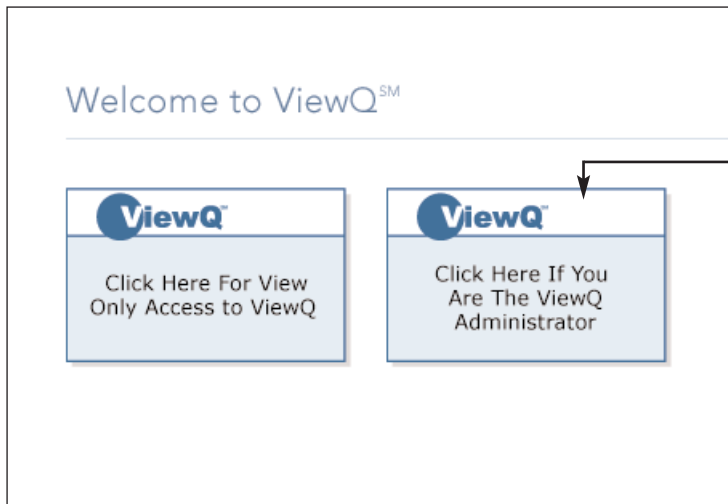 Welcome to ViewQ℠
ViewQ™
Click Here For View
Only Access to ViewQ
ViewQ™
Click Here If You
Are The ViewQ
Administrator